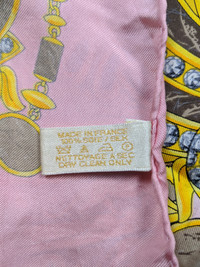 MADE IN FRANCE
100% SOIE / SILK
NETTOYAGE A SEC
DRY CLEAN ONLY